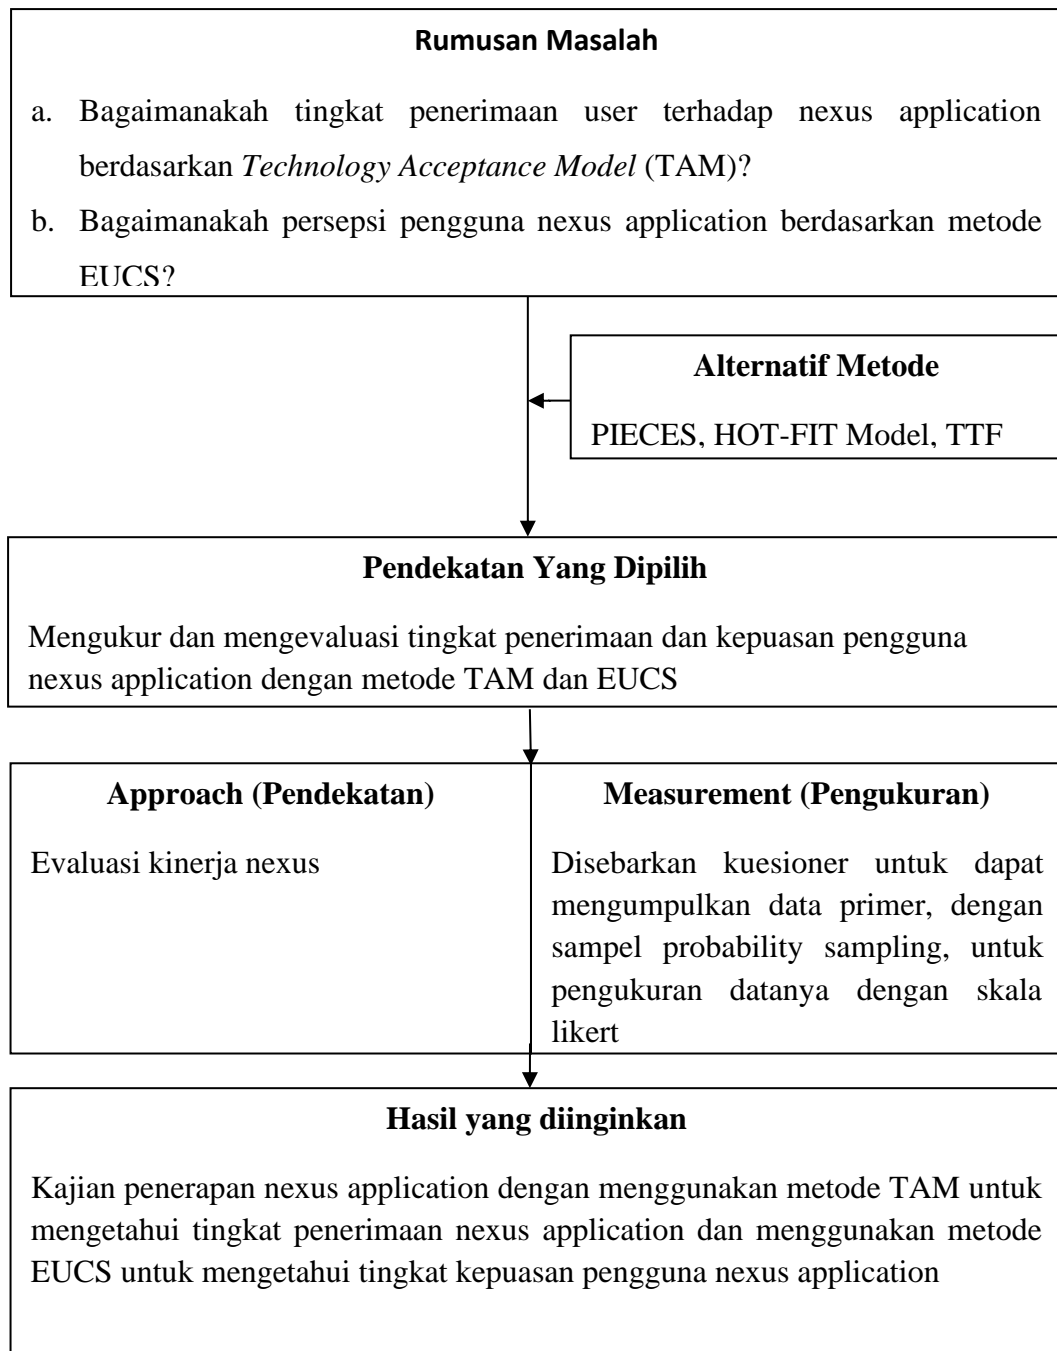 Rumusan Masalah
a. Bagaimanakah tingkat penerimaan user terhadap nexus application
berdasarkan Technology Acceptance Model (TAM)?
b. Bagaimanakah persepsi pengguna nexus application berdasarkan metode
EUCS?
Alternatif Metode
PIECES, HOT-FIT Model, TTF
Pendekatan Yang Dipilih
Mengukur dan mengevaluasi tingkat penerimaan dan kepuasan pengguna
nexus application dengan metode TAM dan EUCS
Approach (Pendekatan)
Evaluasi kinerja nexus
Measurement (Pengukuran)
Disebarkan kuesioner untuk dapat
mengumpulkan data primer, dengan
sampel probability sampling, untuk
pengukuran datanya dengan skala
likert
Hasil yang diinginkan
Kajian penerapan nexus application dengan menggunakan metode TAM untuk
mengetahui tingkat penerimaan nexus application dan menggunakan metode
EUCS untuk mengetahui tingkat kepuasan pengguna nexus application